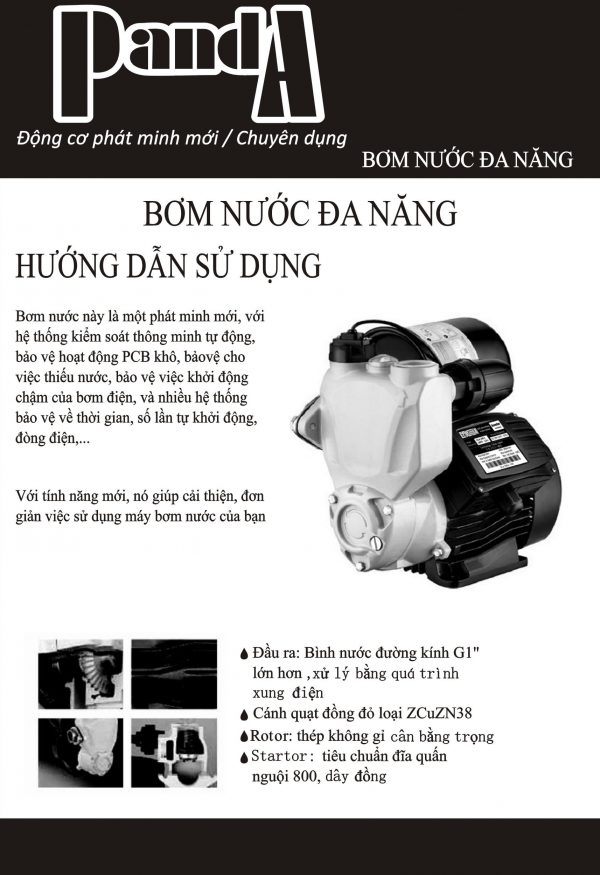 PandA
Động cơ phát minh mới / Chuyên dụng
BƠM NƯỚC ĐA NĂNG
BƠM NƯỚC ĐA NĂNG
HƯỚNG DẪN SỬ DỤNG
Bơm nước này là một phát minh mới, với
hệ thống kiểm soát thông minh tự động,
bảo vệ hoạt động PCB khô, bảovệ cho
việc thiếu nước, bảo vệ việc khởi động
chậm của bơm điện, và nhiều hệ thống
bảo vệ về thời gian, số lần tự khởi động,
đòng điện,...
Với tính năng mới, nó giúp cải thiện, đơn
giản việc sử dụng máy bơm nước của bạn
Đầu ra: Bình nước đường kính G1"
lớn hơn ,xử lý bằng quá trình
xung điện
Cánh quạt đồng đỏ loại ZCuZN38
Rotor: thép không gỉ cân bằng trọng
Startor: tiêu chuẩn đĩa quấn
nguội 800, dây đồng